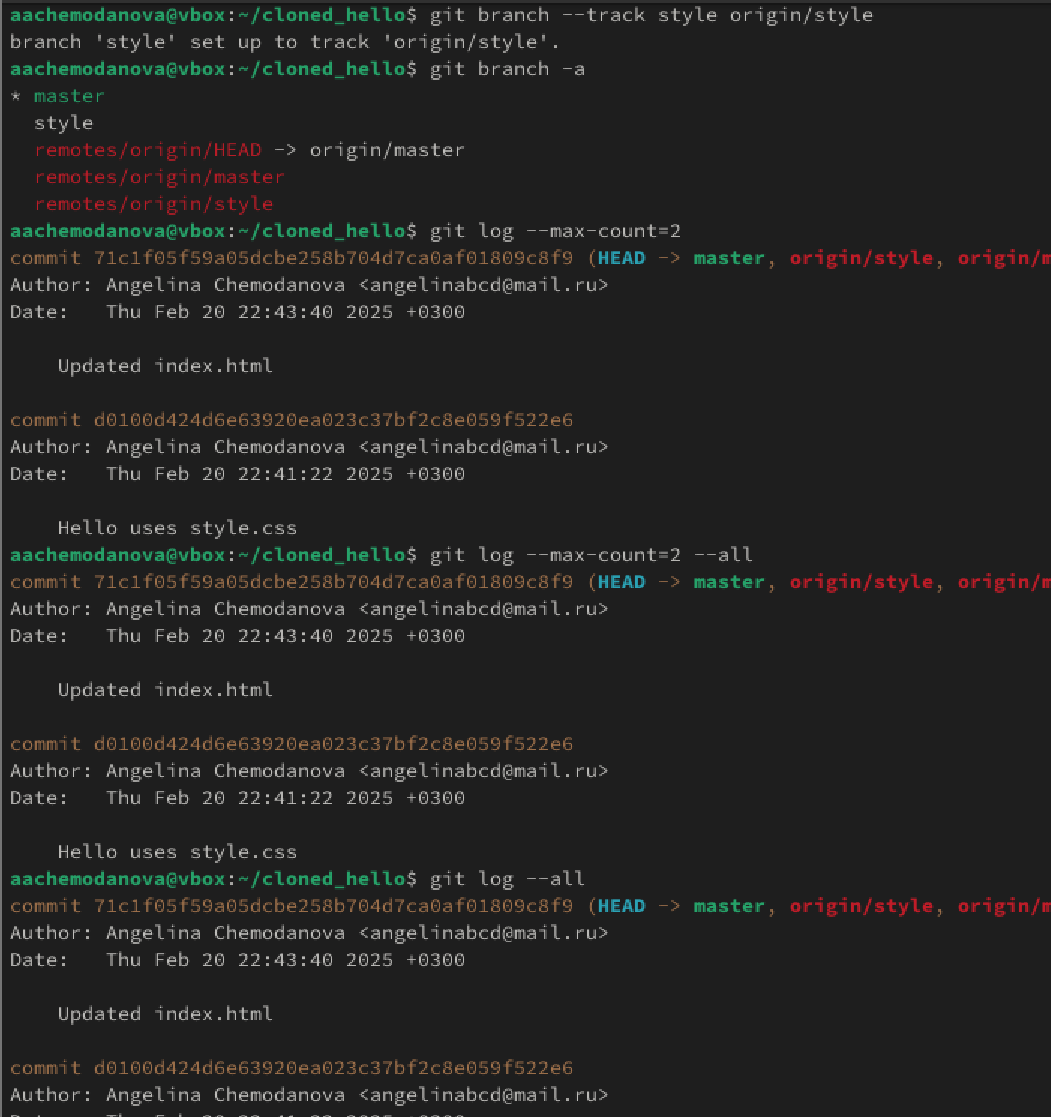 aachemodanova@vbox:~/cloned_hello$ git branch --track style origin/style
branch 'style' set up to track 'origin/style'.
aachemodanova@vbox:~/cloned_hello$ git branch -a
* master
  style
  remotes/origin/HEAD -> origin/master
  remotes/origin/master
  remotes/origin/style
aachemodanova@vbox:~/cloned_hello$ git log --max-count=2
commit 71c1f05f59a05dcbe258b704d7ca0af01809c8f9 (HEAD -> master, origin/style, origin/m
Author: Angelina Chemodanova <angelinabcd@mail.ru>
Date:   Thu Feb 20 22:43:40 2025 +0300

    Updated index.html

commit d0100d424d6e63920ea023c37bf2c8e059f522e6
Author: Angelina Chemodanova <angelinabcd@mail.ru>
Date:   Thu Feb 20 22:41:22 2025 +0300

    Hello uses style.css
aachemodanova@vbox:~/cloned_hello$ git log --max-count=2 --all
commit 71c1f05f59a05dcbe258b704d7ca0af01809c8f9 (HEAD -> master, origin/style, origin/m
Author: Angelina Chemodanova <angelinabcd@mail.ru>
Date:   Thu Feb 20 22:43:40 2025 +0300

    Updated index.html

commit d0100d424d6e63920ea023c37bf2c8e059f522e6
Author: Angelina Chemodanova <angelinabcd@mail.ru>
Date:   Thu Feb 20 22:41:22 2025 +0300

    Hello uses style.css
aachemodanova@vbox:~/cloned_hello$ git log --all
commit 71c1f05f59a05dcbe258b704d7ca0af01809c8f9 (HEAD -> master, origin/style, origin/m
Author: Angelina Chemodanova <angelinabcd@mail.ru>
Date:   Thu Feb 20 22:43:40 2025 +0300

    Updated index.html

commit d0100d424d6e63920ea023c37bf2c8e059f522e6
Author: Angelina Chemodanova <angelinabcd@mail.ru>